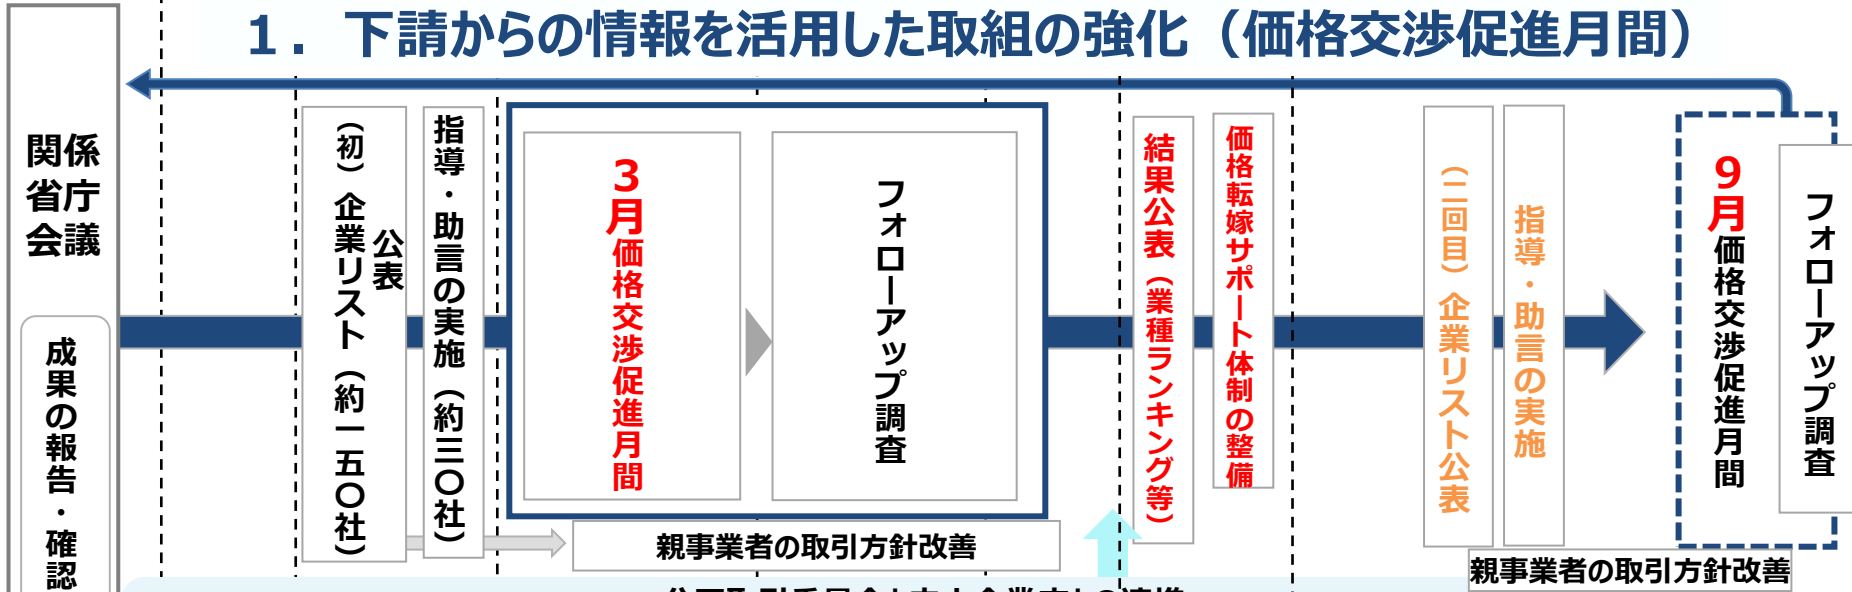 １．下請からの情報を活用した取組の強化（価格交渉促進月間）
関係
省庁
会議
成果の報告・確認
（初）企業リスト（約一五〇社）
公表
指導・助言の実施（約三〇社）
３月価格交渉促進月間
フォローアップ調査
親事業者の取引方針改善
結果公表（業種ランキング等）
価格転嫁サポート体制の整備
（二回目）企業リスト公表
指導・助言の実施
９月価格交渉促進月間
フォローアップ調査
親事業者の取引方針改善